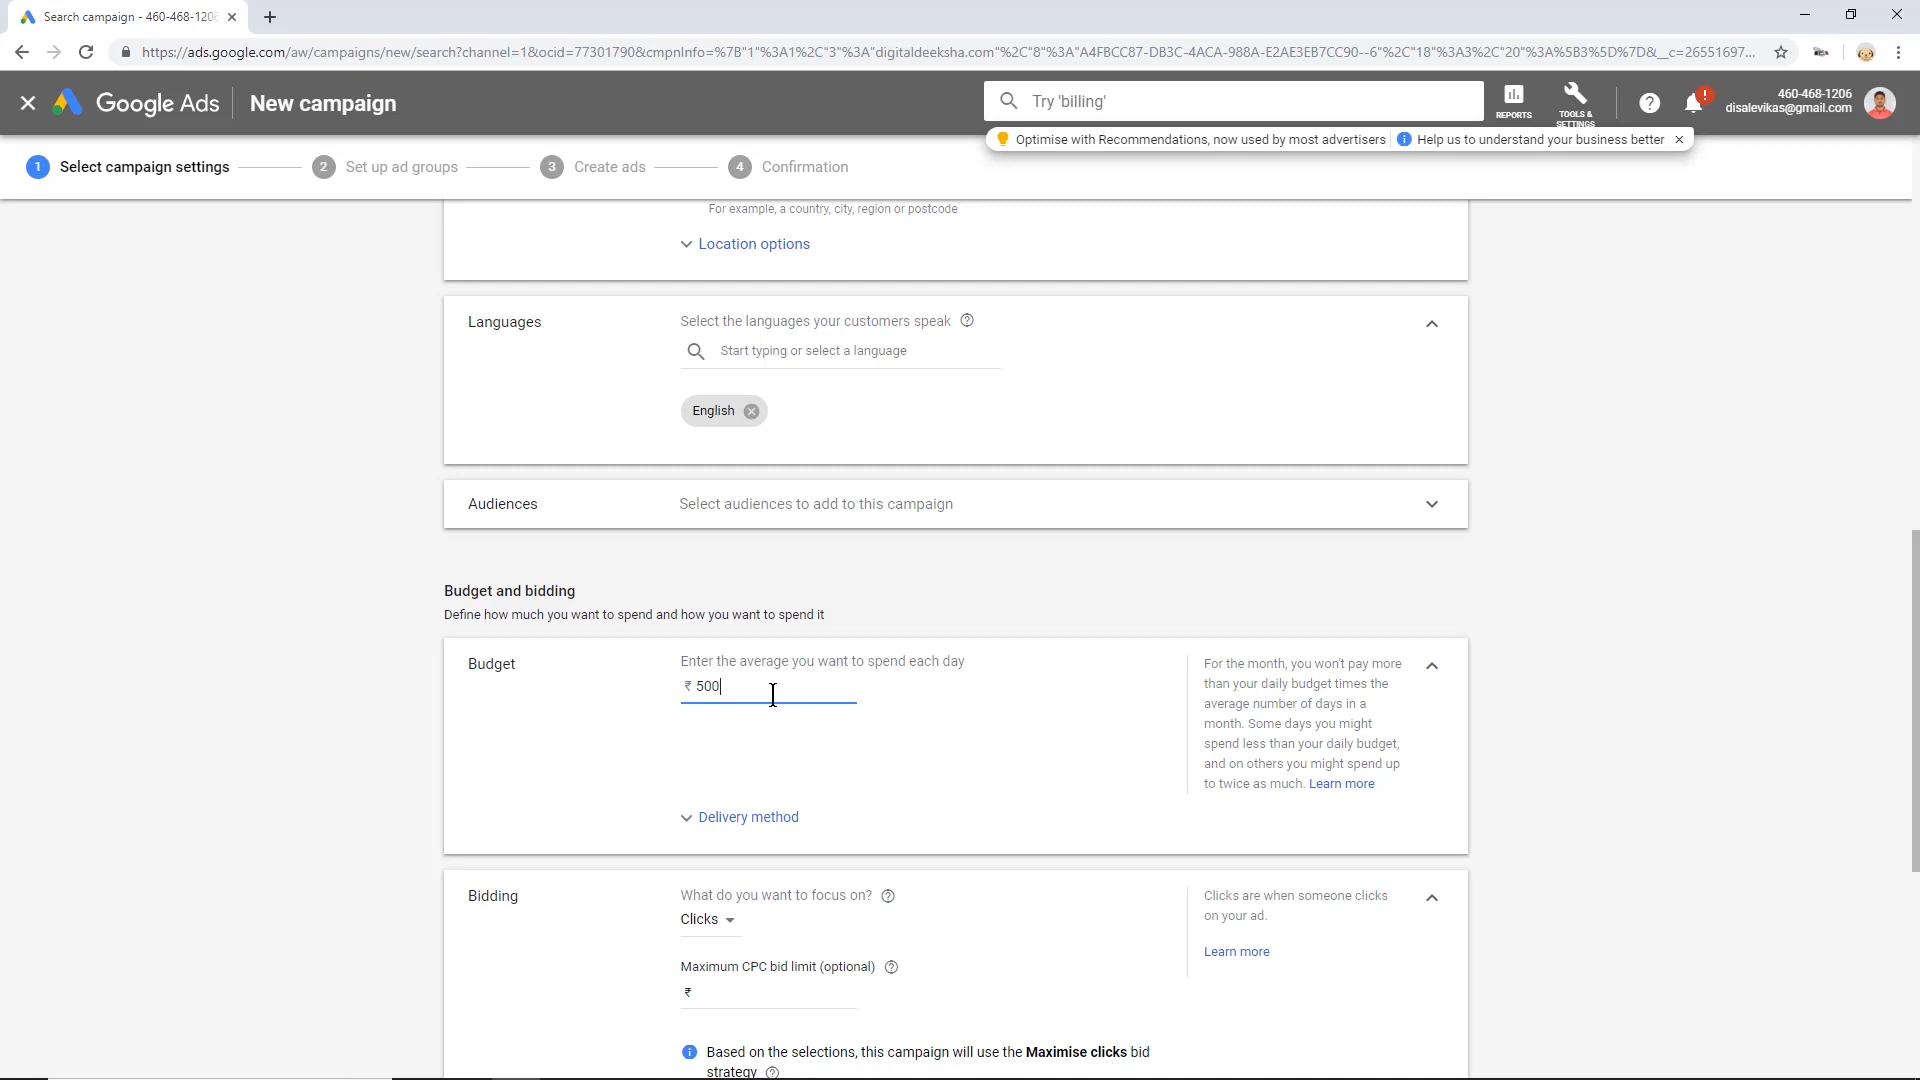 Search campaign - 460-468-120
https://ads.google.com/aw/campaigns/new/search?channel=1&ocid=77301790&cmpnInfo=%7B"1"%3A1%2C"3"%3A"digitaldeeksha.com"%2C"8"%3A"A4FBCC87-DB3C-4ACA-988A-E2AE3EB7CC90--6"%2C"18"%3A3%2C"20"%3A%5B3%5D%7D&__c=26551697...
Google Ads
New campaign
Try 'billing'
REPORTS
TOOLS &
SETTINGS
460-468-1206
disalevikas@gmail.com
Optimise with Recommendations, now used by most advertisers
Help us to understand your business better
1 Select campaign settings
2 Set up ad groups
3 Create ads
4 Confirmation
For example, a country, city, region or postcode
Location options
Languages
Select the languages your customers speak
Start typing or select a language
English
Audiences
Select audiences to add to this campaign
Budget and bidding
Define how much you want to spend and how you want to spend it
Budget
Enter the average you want to spend each day
₹ 500
For the month, you won't pay more
than your daily budget times the
average number of days in a
month. Some days you might
spend less than your daily budget,
and on others you might spend up
to twice as much. Learn more
Delivery method
Bidding
What do you want to focus on?
Clicks
Maximum CPC bid limit (optional)
₹
Clicks are when someone clicks
on your ad.
Learn more
Based on the selections, this campaign will use the Maximise clicks bid
strategy